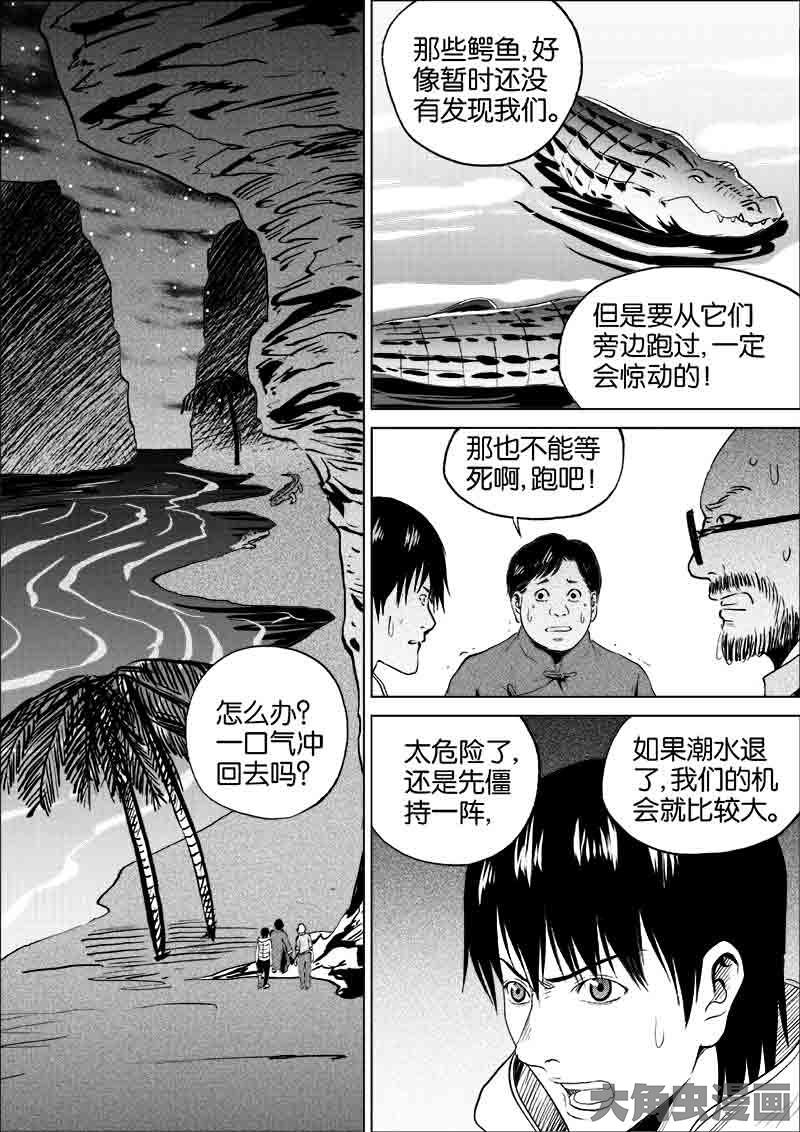 怎么办?
一口气冲
回去吗?
那些鳄鱼,好
像暂时还没
有发现我们。
但是要从它们
旁边跑过,一定
会惊动的!
那也不能等
死啊,跑吧!
太危险了,
还是先僵
持一阵,
如果潮水退
了,我们的机
会就比较大。
大角虫漫画